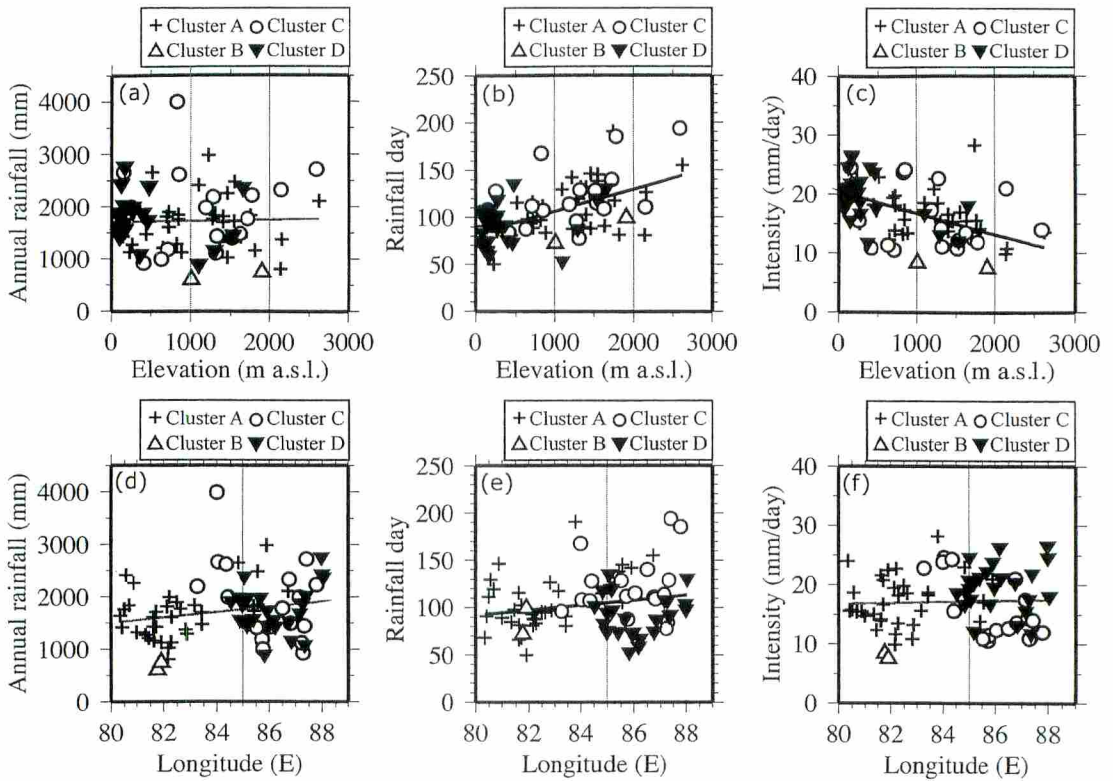 Cluster A Cluster C
Cluster B Cluster D
Cluster A Cluster C
Cluster B Cluster D
Cluster A Cluster C
Cluster B Cluster D
(a)
Annual rainfall (mm)
4000
3000
2000
1000
0
0 1000 2000 3000
Elevation (m a.s.l.)
(b)
Rainfall day
250
200
150
100
50
0
0 1000 2000 3000
Elevation (m a.s.l.)
(c)
Intensity (mm/day)
40
30
20
10
0
0 1000 2000 3000
Elevation (m a.s.l.)
Cluster A Cluster C
Cluster B Cluster D
Cluster A Cluster C
Cluster B Cluster D
Cluster A Cluster C
Cluster B Cluster D
(d)
Annual rainfall (mm)
4000
3000
2000
1000
0
80 82 84 86 88
Longitude (E)
(e)
Rainfall day
250
200
150
100
50
0
80 82 84 86 88
Longitude (E)
(f)
Intensity (mm/day)
40
30
20
10
0
80 82 84 86 88
Longitude (E)